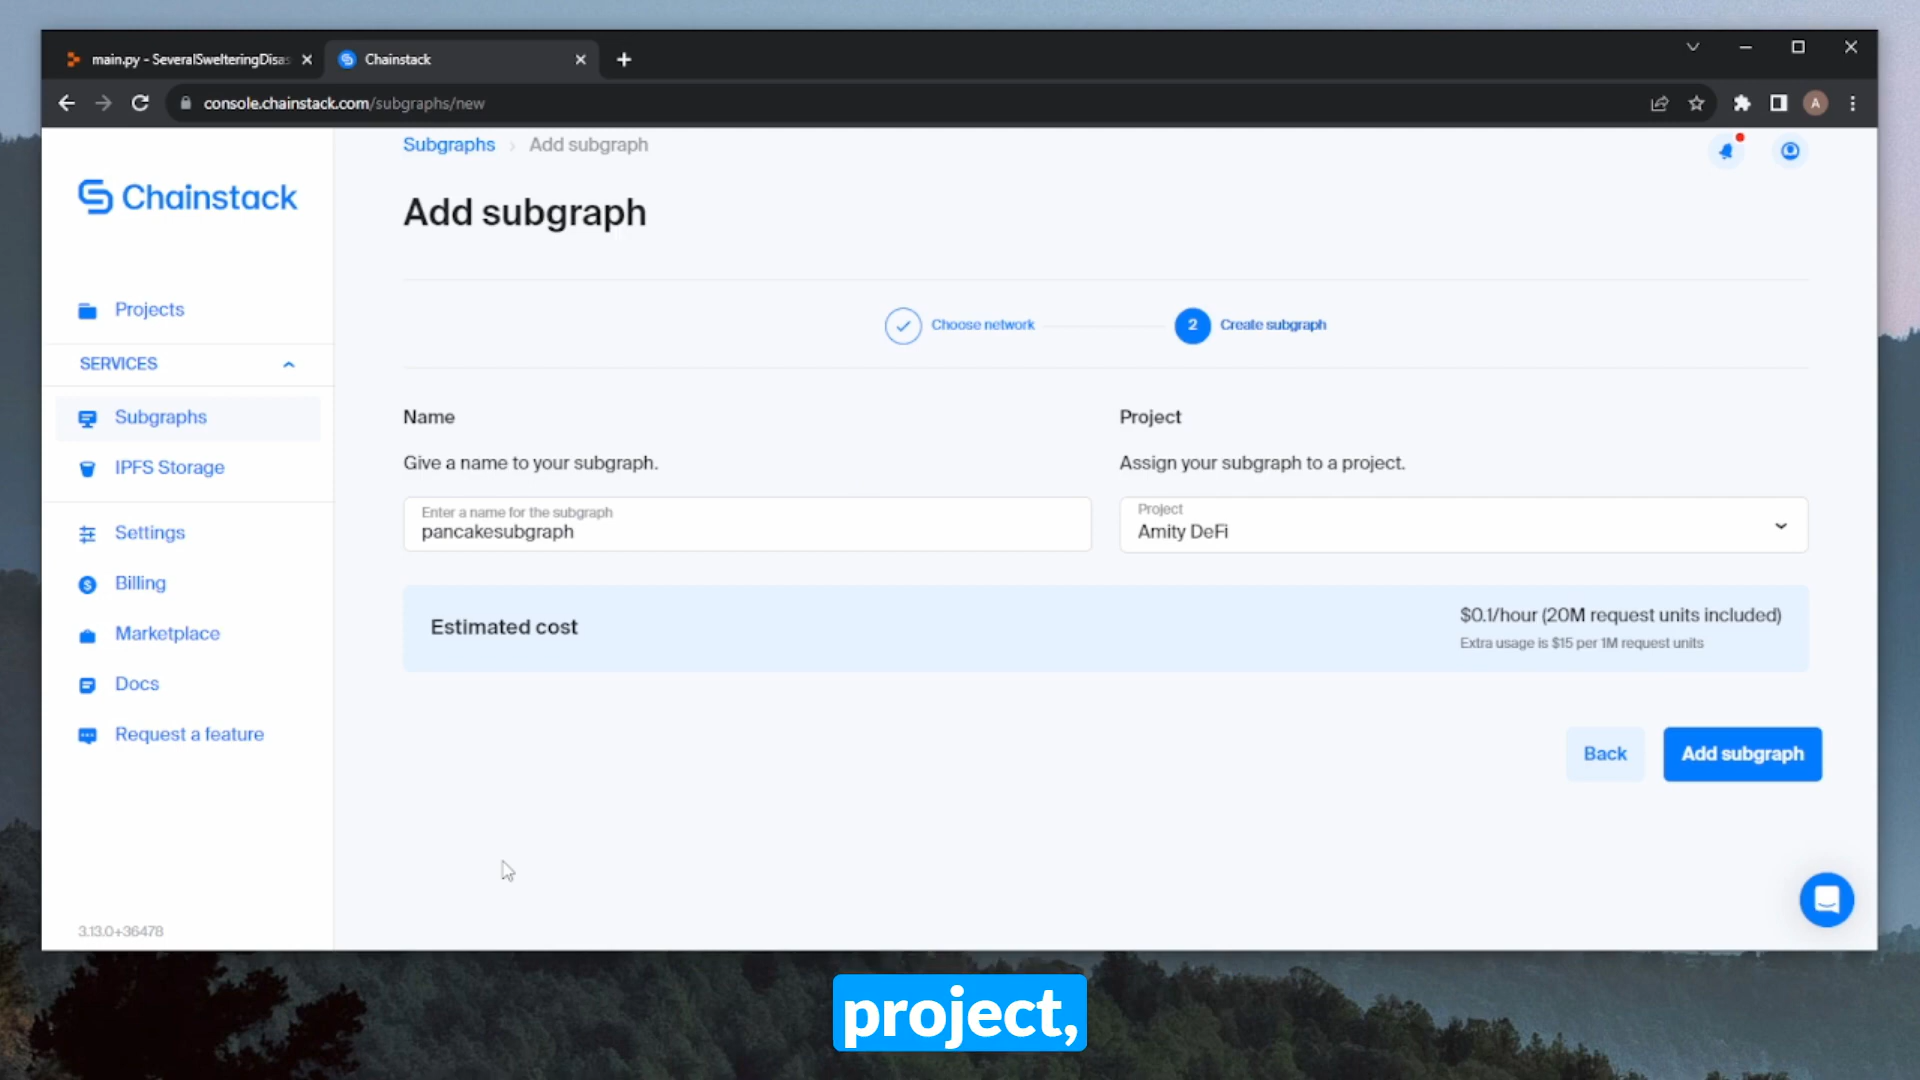 main.py - SeveralSwelteringDisas
Chainstack
console.chainstack.com/subgraphs/new
A
Subgraphs › Add subgraph
Chainstack
Add subgraph
Projects
Choose network
2
Create subgraph
SERVICES
Subgraphs
IPFS Storage
Name
Give a name to your subgraph.
Enter a name for the subgraph
pancakesubgraph
Project
Assign your subgraph to a project.
Project
Amity DeFi
Settings
Billing
Marketplace
Docs
Request a feature
Estimated cost
$0.1/hour (20M request units included)
Extra usage is $15 per 1M request units
Back
Add subgraph
3.13.0+36478
project,